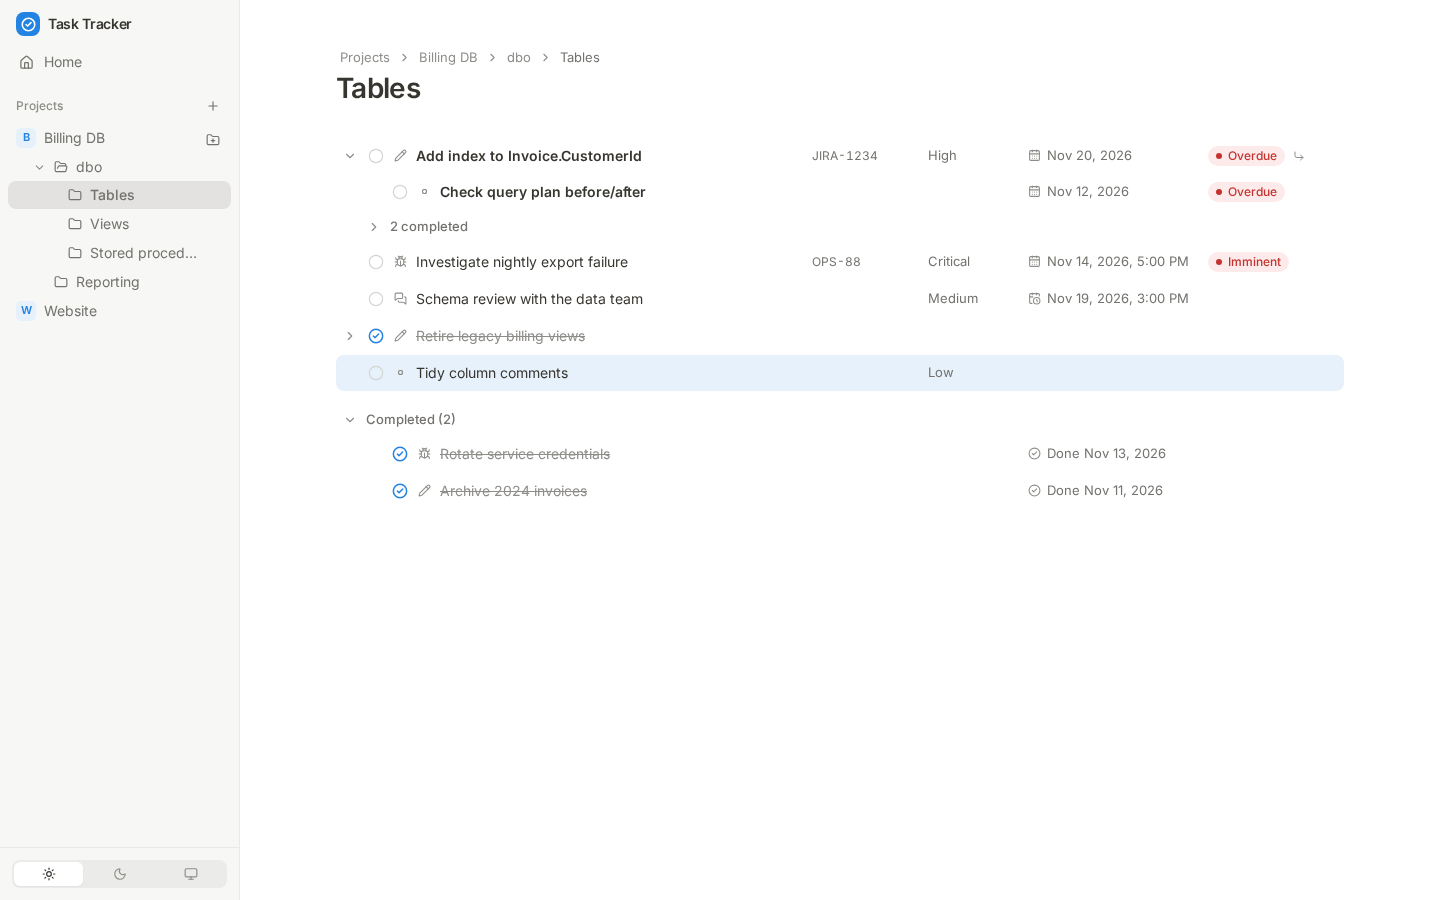 Task Tracker
Home
Projects
B Billing DB
dbo
Tables
Views
Stored proced...
Reporting
W Website
Projects > Billing DB > dbo > Tables
Tables
Add index to Invoice.CustomerId JIRA-1234 High Nov 20, 2026 Overdue
Check query plan before/after Nov 12, 2026 Overdue
2 completed
Investigate nightly export failure OPS-88 Critical Nov 14, 2026, 5:00 PM Imminent
Schema review with the data team Medium Nov 19, 2026, 3:00 PM
Retire legacy billing views
Tidy column comments Low
Completed (2)
Rotate service credentials Done Nov 13, 2026
Archive 2024 invoices Done Nov 11, 2026